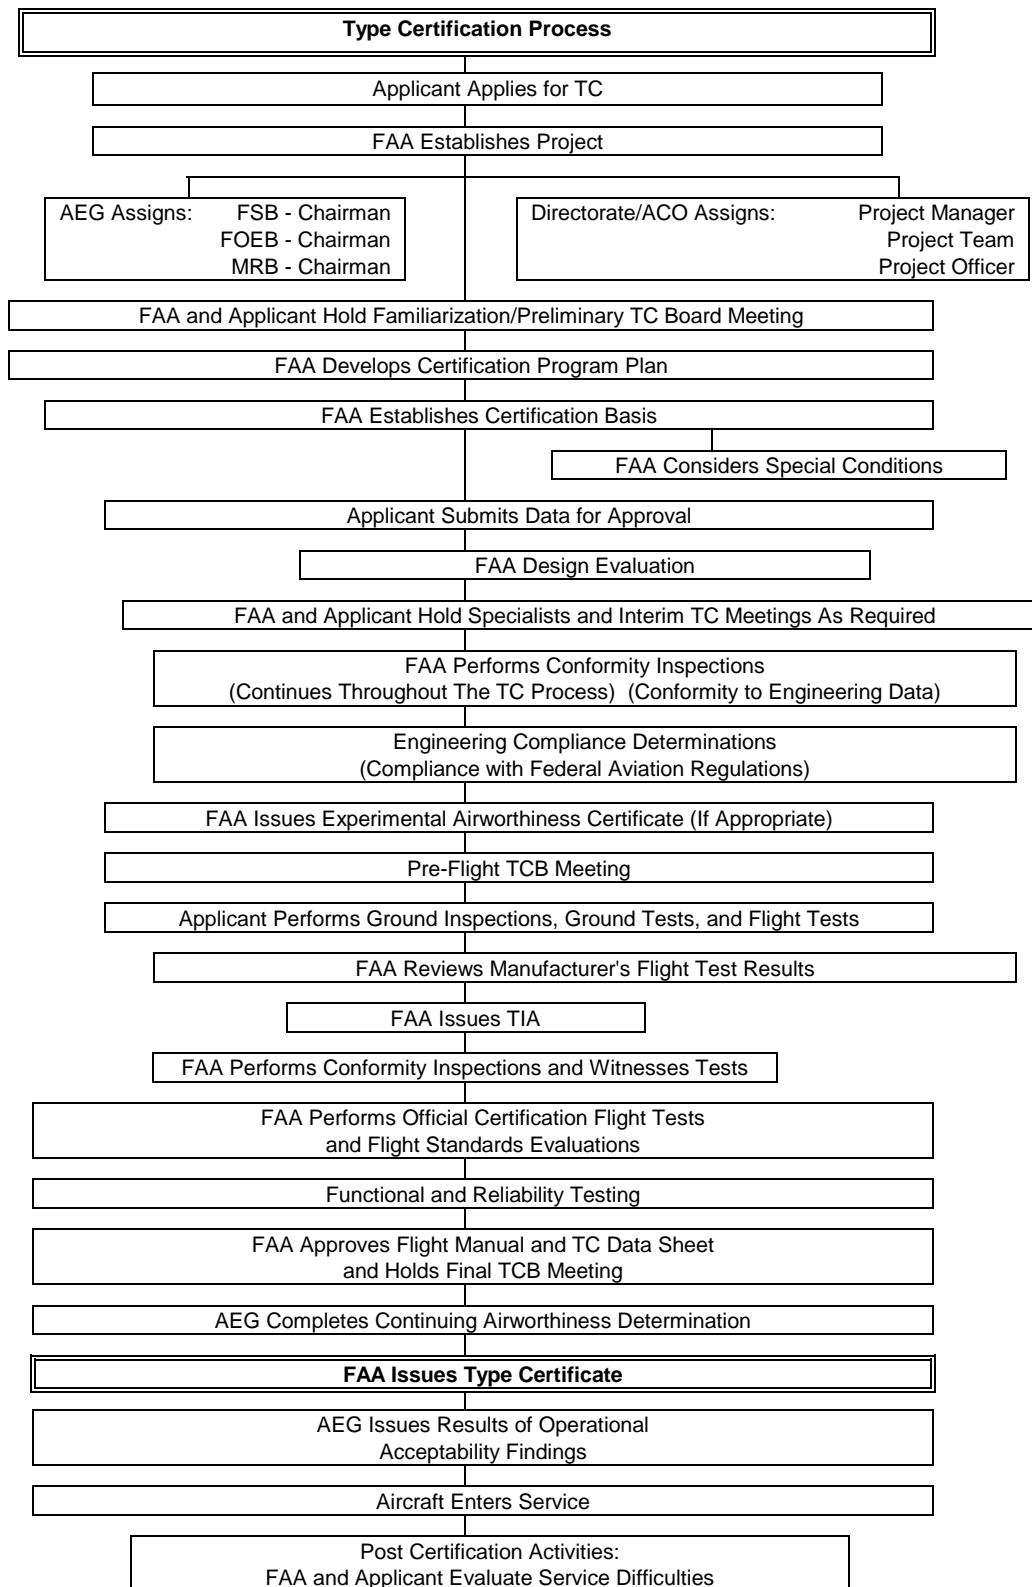 Type Certification Process
Applicant Applies for TC
FAA Establishes Project
AEG Assigns: FSB - Chairman
FOEB - Chairman
MRB - Chairman
Directorate/ACO Assigns: Project Manager
Project Team
Project Officer
FAA and Applicant Hold Familiarization/Preliminary TC Board Meeting
FAA Develops Certification Program Plan
FAA Establishes Certification Basis
FAA Considers Special Conditions
Applicant Submits Data for Approval
FAA Design Evaluation
FAA and Applicant Hold Specialists and Interim TC Meetings As Required
FAA Performs Conformity Inspections
(Continues Throughout The TC Process) (Conformity to Engineering Data)
Engineering Compliance Determinations
(Compliance with Federal Aviation Regulations)
FAA Issues Experimental Airworthiness Certificate (If Appropriate)
Pre-Flight TCB Meeting
Applicant Performs Ground Inspections, Ground Tests, and Flight Tests
FAA Reviews Manufacturer's Flight Test Results
FAA Issues TIA
FAA Performs Conformity Inspections and Witnesses Tests
FAA Performs Official Certification Flight Tests
and Flight Standards Evaluations
Functional and Reliability Testing
FAA Approves Flight Manual and TC Data Sheet
and Holds Final TCB Meeting
AEG Completes Continuing Airworthiness Determination
FAA Issues Type Certificate
AEG Issues Results of Operational
Acceptability Findings
Aircraft Enters Service
Post Certification Activities:
FAA and Applicant Evaluate Service Difficulties